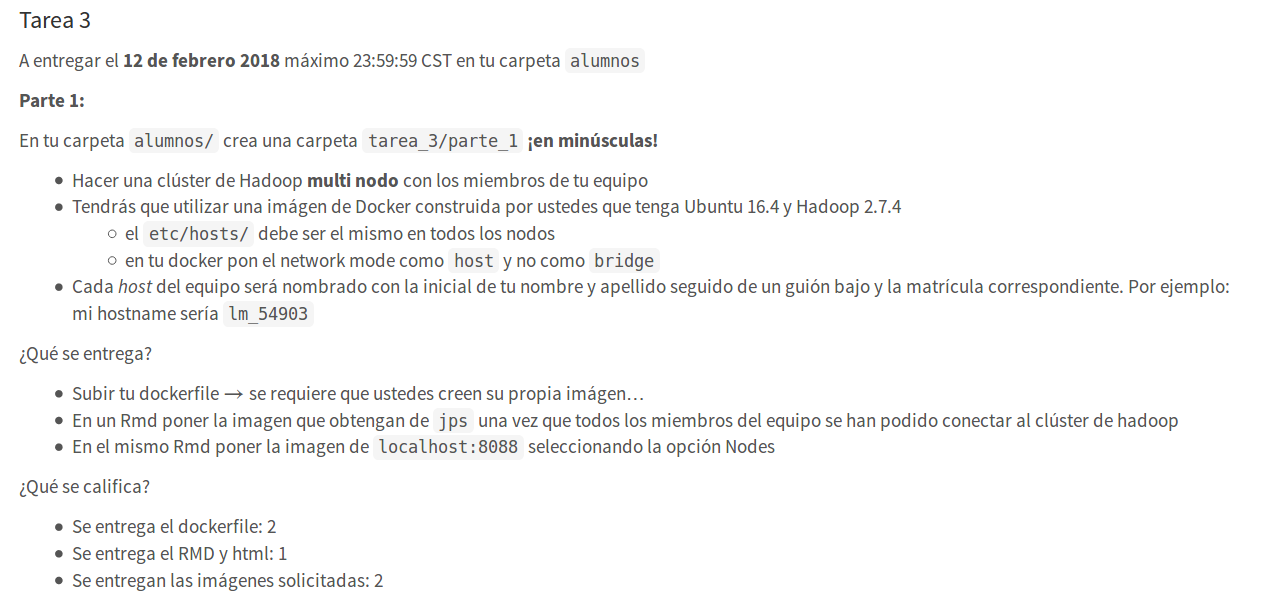 Tarea 3
A entregar el 12 de febrero 2018 máximo 23:59:59 CST en tu carpeta alumnos
Parte 1:
En tu carpeta alumnos/ crea una carpeta tarea_3/parte_1 ¡en minúsculas!
• Hacer una clúster de Hadoop multi nodo con los miembros de tu equipo
• Tendrás que utilizar una imágen de Docker construida por ustedes que tenga Ubuntu 16.4 y Hadoop 2.7.4
○ el etc/hosts/ debe ser el mismo en todos los nodos
○ en tu docker pon el network mode como host y no como bridge
• Cada host del equipo será nombrado con la inicial de tu nombre y apellido seguido de un guión bajo y la matrícula correspondiente. Por ejemplo:
mi hostname sería lm_54903
¿Qué se entrega?
• Subir tu dockerfile → se requiere que ustedes creen su propia imágen…
• En un Rmd poner la imagen que obtengan de jps una vez que todos los miembros del equipo se han podido conectar al clúster de hadoop
• En el mismo Rmd poner la imagen de localhost:8088 seleccionando la opción Nodes
¿Qué se califica?
• Se entrega el dockerfile: 2
• Se entrega el RMD y html: 1
• Se entregan las imágenes solicitadas: 2